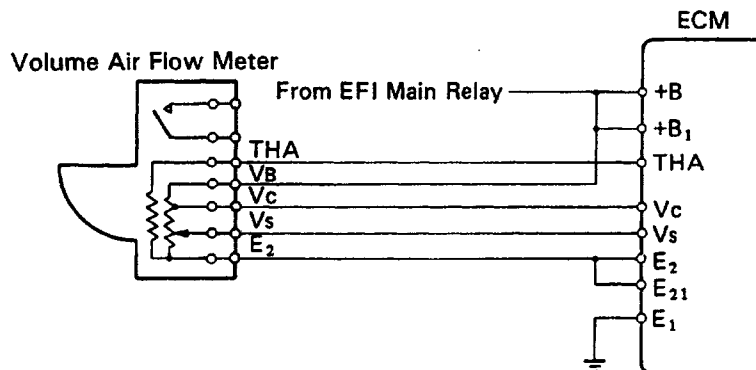 ECM
Volume Air Flow Meter
From EFI Main Relay
+B
+B₁
THA
THA
VB
Vc
Vc
Vs
Vs
E₂
E₂
E₂₁
E₁